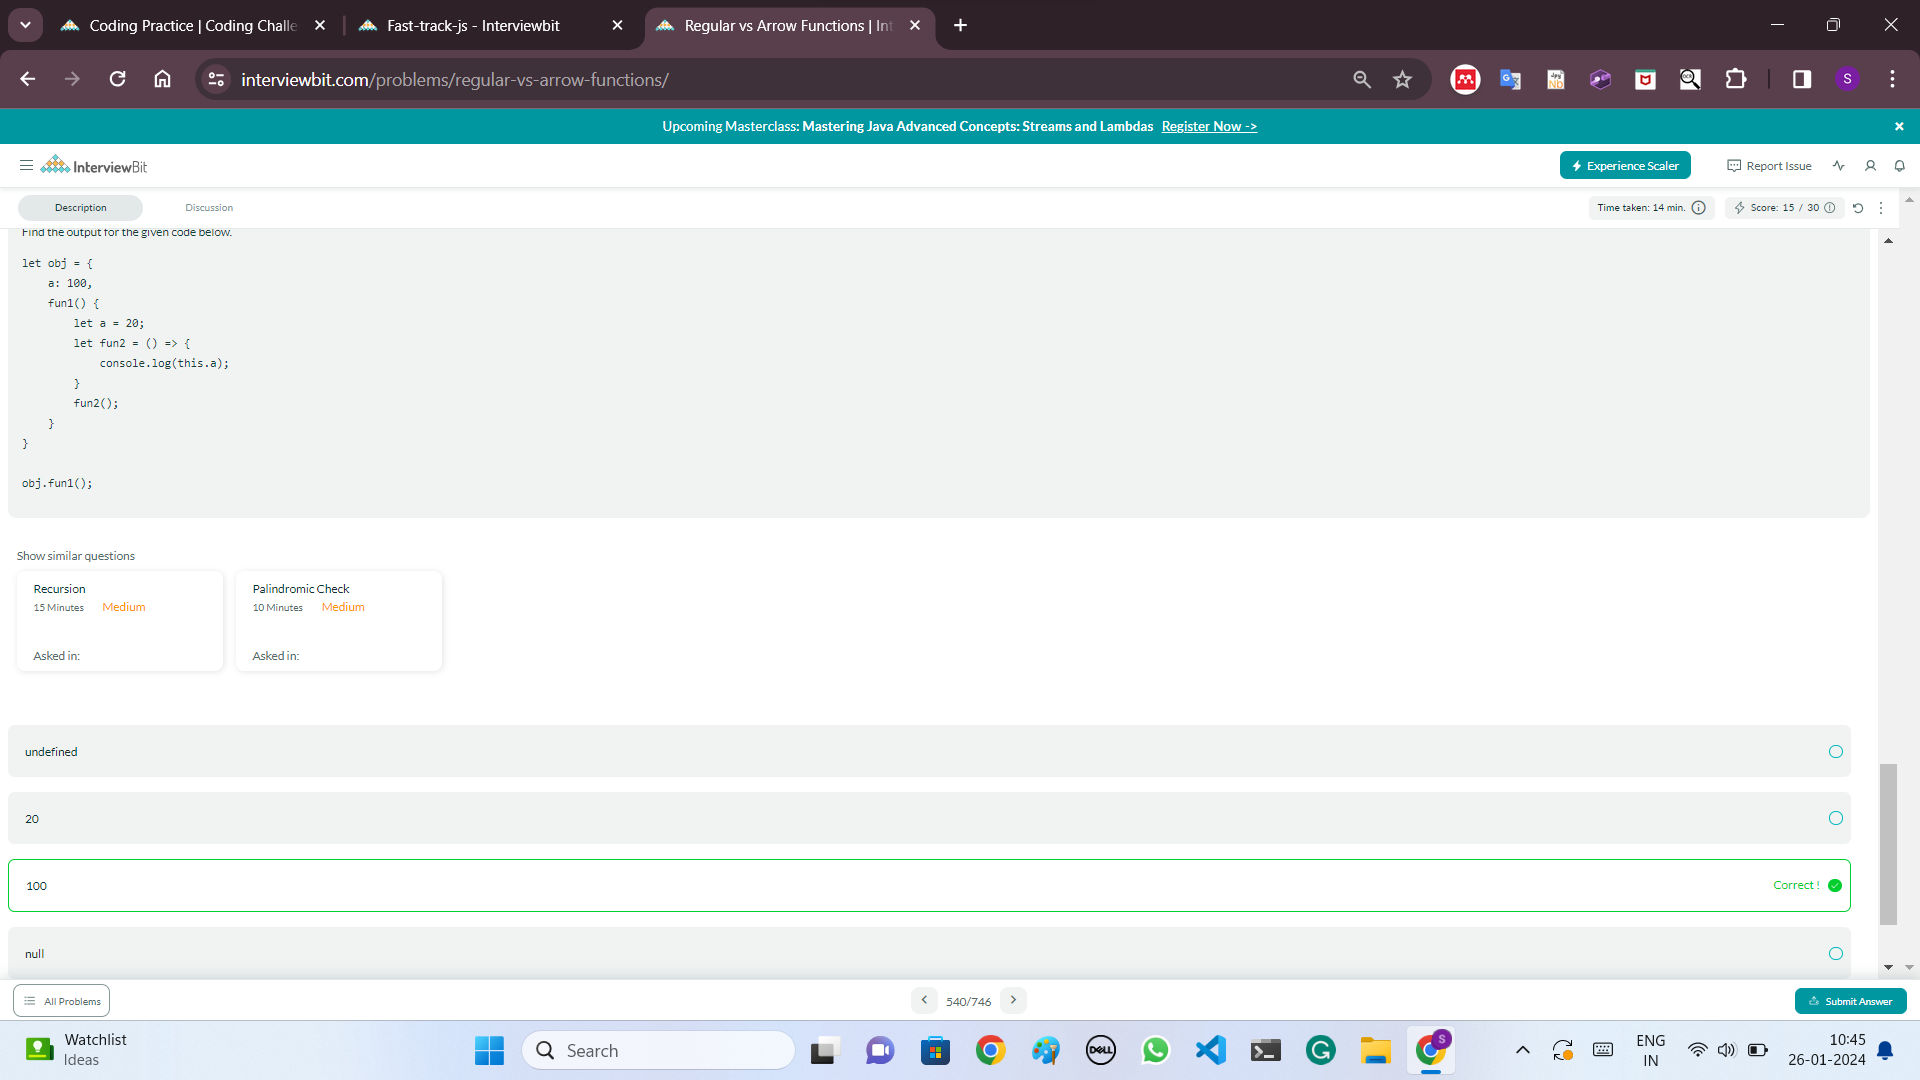 Coding Practice | Coding Challe
Fast-track-js - Interviewbit
Regular vs Arrow Functions | Int
interviewbit.com/problems/regular-vs-arrow-functions/
S
Upcoming Masterclass: Mastering Java Advanced Concepts: Streams and Lambdas Register Now ->
InterviewBit
Experience Scaler
Report Issue
Description
Discussion
Time taken: 14 min.
Score: 15 / 30
Find the output for the given code below.
let obj = {
    a: 100,
    fun1() {
        let a = 20;
        let fun2 = () => {
            console.log(this.a);
        }
        fun2();
    }
}
obj.fun1();
Show similar questions
Recursion
15 Minutes Medium
Asked in:
Palindromic Check
10 Minutes Medium
Asked in:
undefined
20
100
Correct !
null
All Problems
540/746
Submit Answer
Watchlist
Ideas
Search
DELL
S
ENG
IN
10:45
26-01-2024